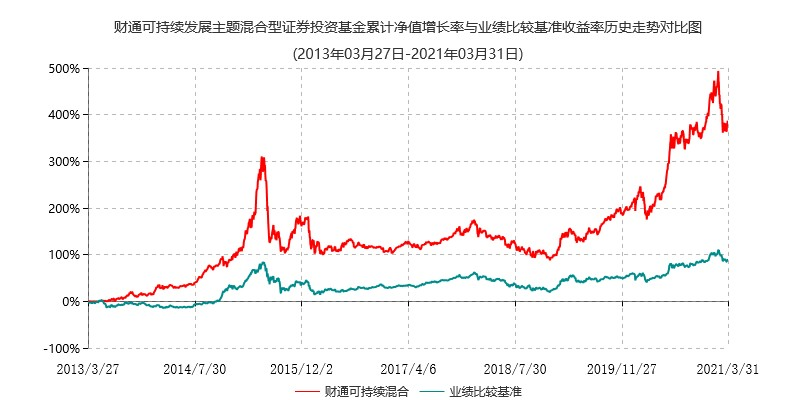 财通可持续发展主题混合型证券投资基金累计净值增长率与业绩比较基准收益率历史走势对比图
(2013年03月27日-2021年03月31日)
500%
400%
300%
200%
100%
0%
-100%
2013/3/27 2014/7/30 2015/12/2 2017/4/6 2018/7/30 2019/11/27 2021/3/31
财通可持续混合 业绩比较基准